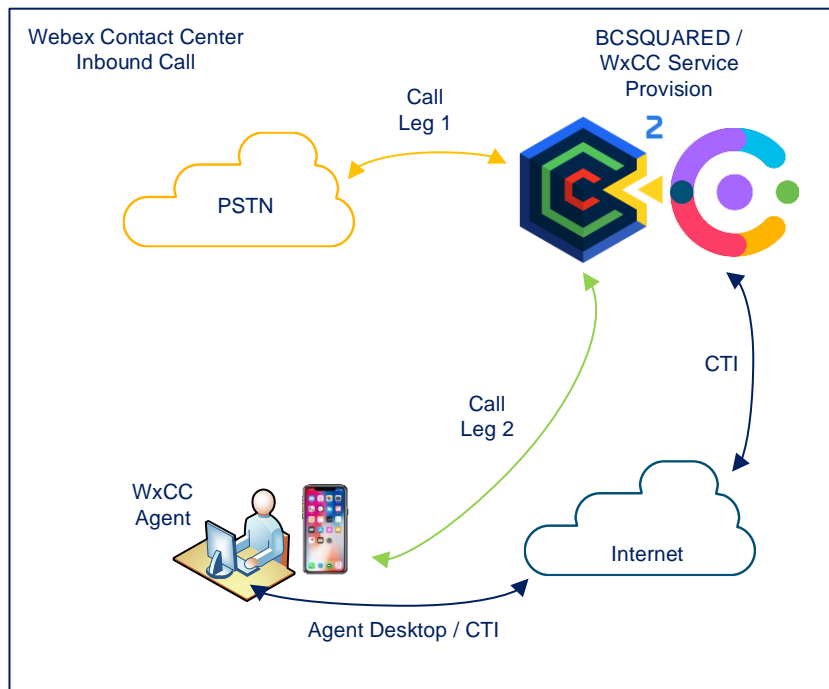 Webex Contact Center
Inbound Call
BCSQUARED /
WxCC Service
Provision
Call
Leg 1
2
PSTN
CTI
Call
Leg 2
WxCC
Agent
Internet
Agent Desktop / CTI